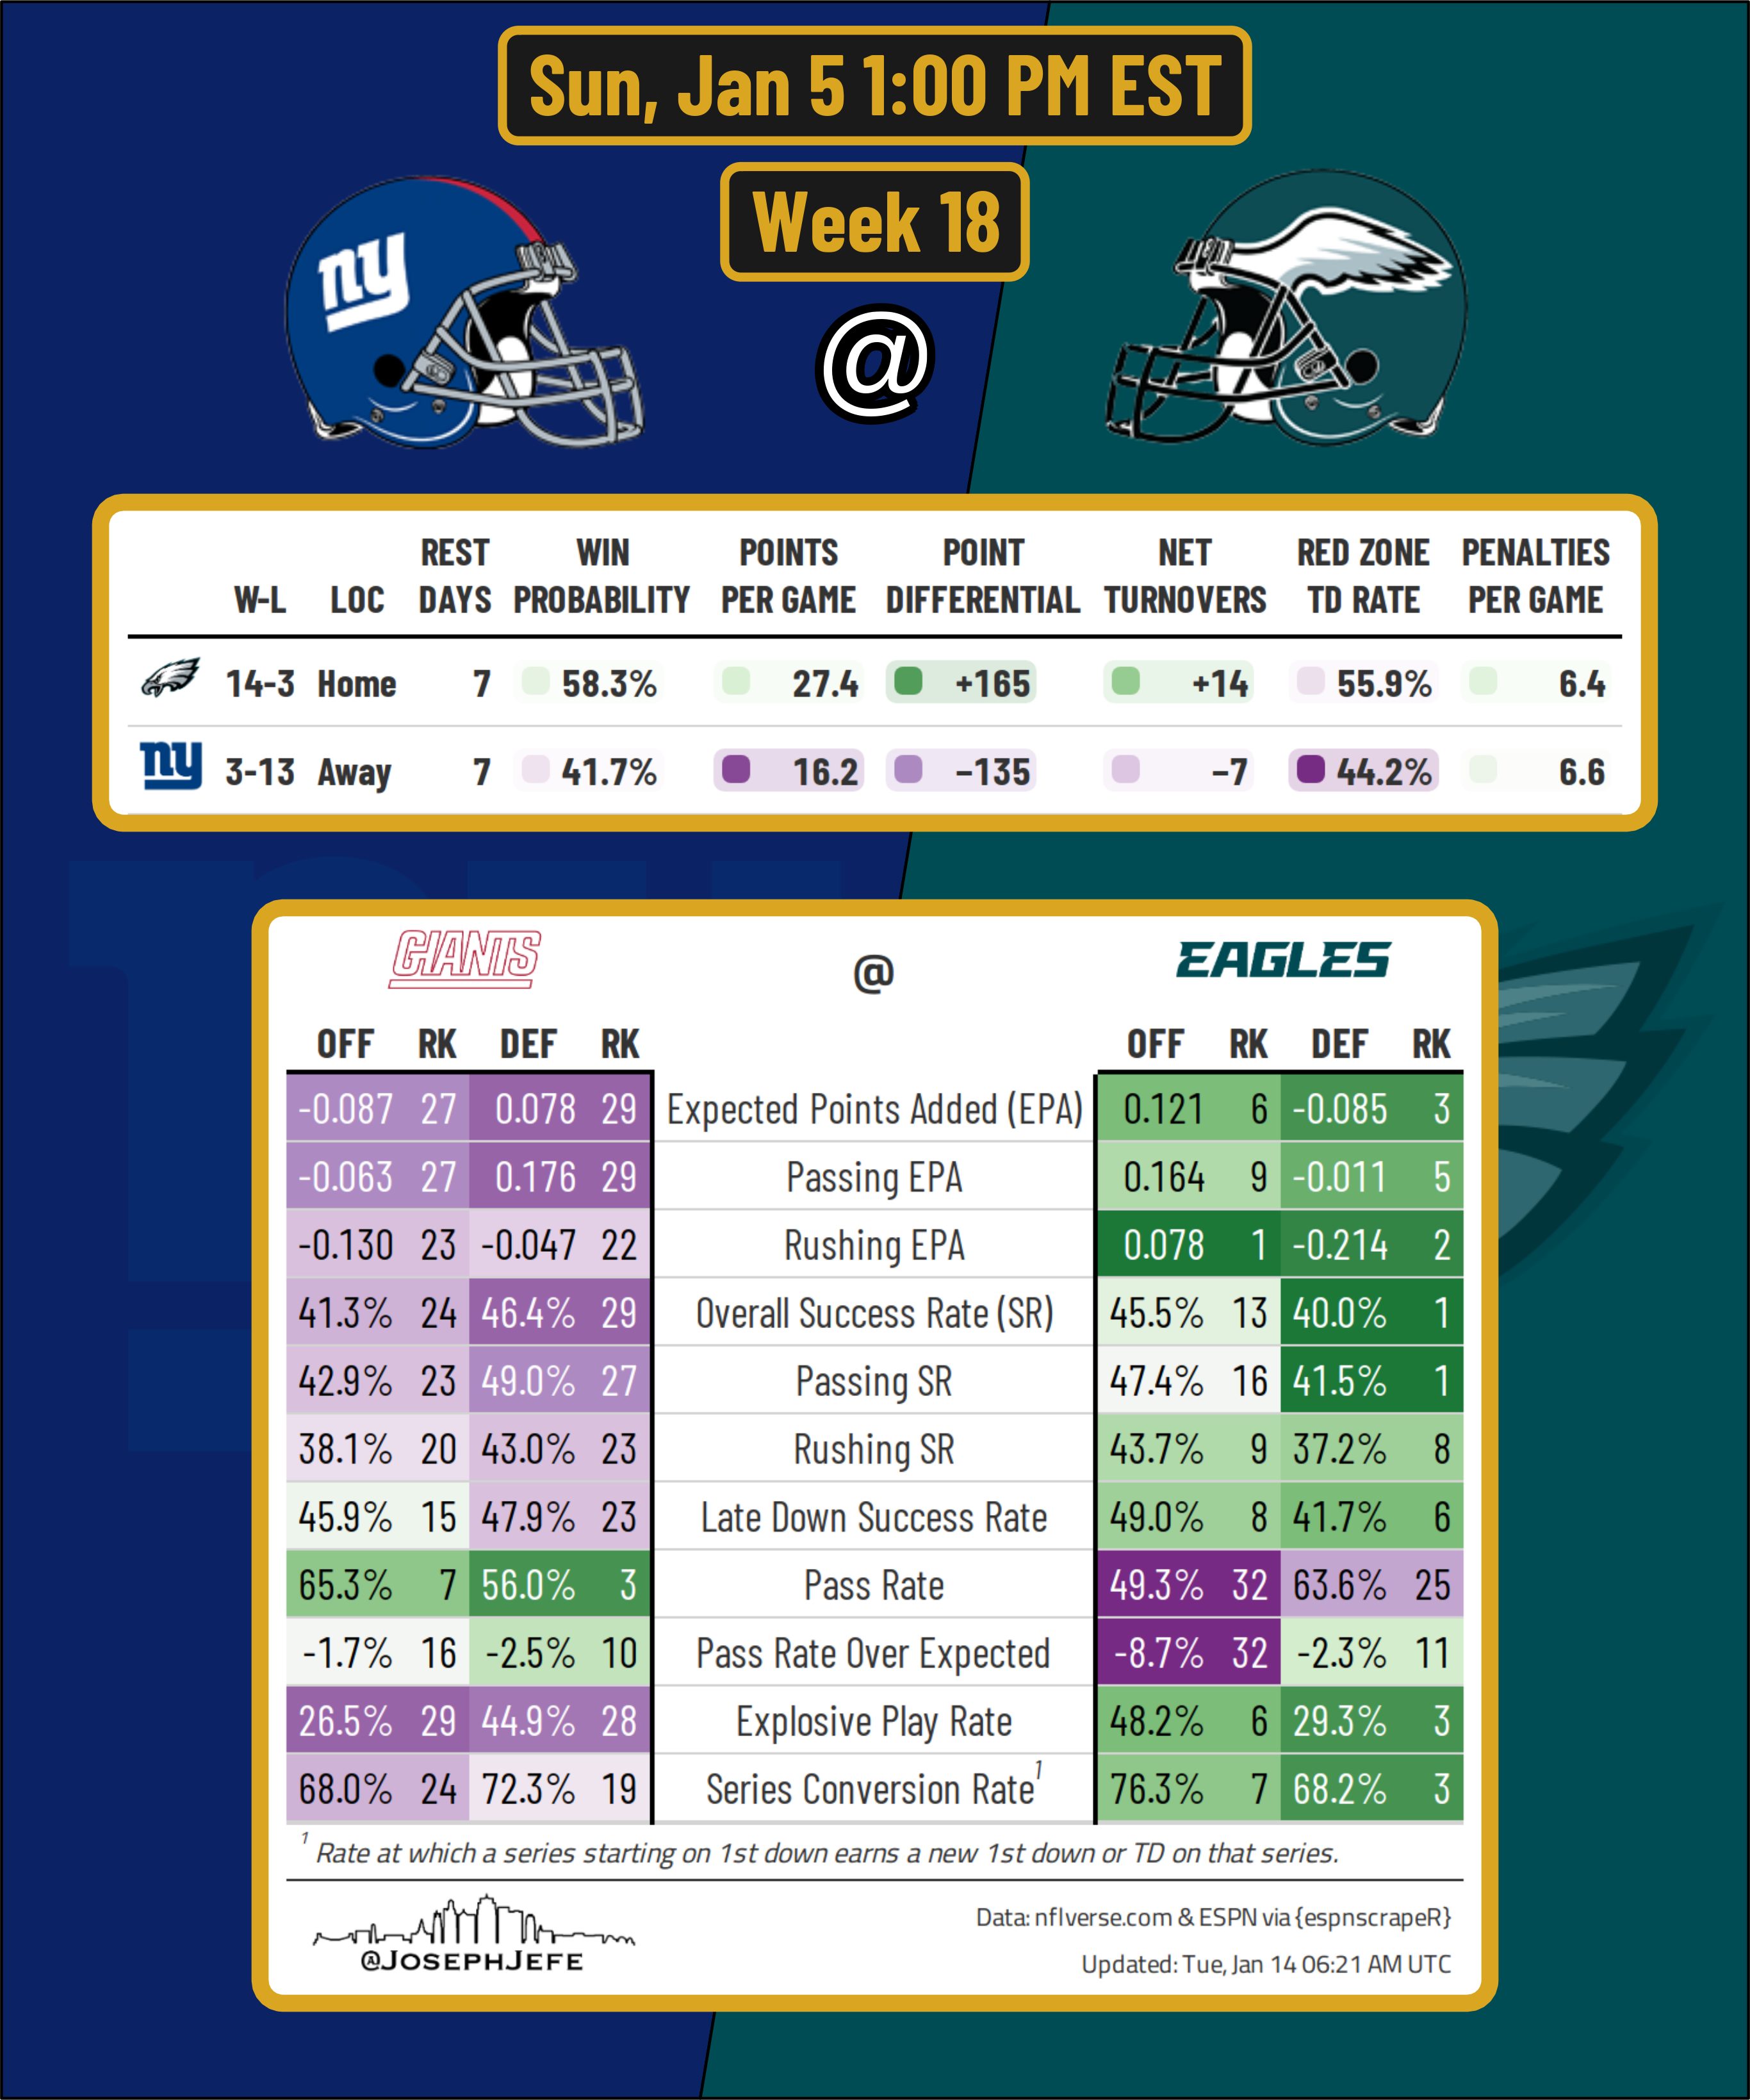 Sun, Jan 5 1:00 PM EST
Week 18
ny
@
REST WIN POINTS POINT NET RED ZONE PENALTIES
W-L LOC DAYS PROBABILITY PER GAME DIFFERENTIAL TURNOVERS TD RATE PER GAME
14-3 Home 7 58.3% 27.4 +165 +14 55.9% 6.4
ny 3-13 Away 7 41.7% 16.2 −135 −7 44.2% 6.6
GIANTS @ EAGLES
OFF RK DEF RK OFF RK DEF RK
-0.087 27 0.078 29 Expected Points Added (EPA) 0.121 6 -0.085 3
-0.063 27 0.176 29 Passing EPA 0.164 9 -0.011 5
-0.130 23 -0.047 22 Rushing EPA 0.078 1 -0.214 2
41.3% 24 46.4% 29 Overall Success Rate (SR) 45.5% 13 40.0% 1
42.9% 23 49.0% 27 Passing SR 47.4% 16 41.5% 1
38.1% 20 43.0% 23 Rushing SR 43.7% 9 37.2% 8
45.9% 15 47.9% 23 Late Down Success Rate 49.0% 8 41.7% 6
65.3% 7 56.0% 3 Pass Rate 49.3% 32 63.6% 25
-1.7% 16 -2.5% 10 Pass Rate Over Expected -8.7% 32 -2.3% 11
26.5% 29 44.9% 28 Explosive Play Rate 48.2% 6 29.3% 3
68.0% 24 72.3% 19 Series Conversion Rate¹ 76.3% 7 68.2% 3
¹ Rate at which a series starting on 1st down earns a new 1st down or TD on that series.
@JOSEPHJEFE
Data: nflverse.com & ESPN via {espnscrapeR}
Updated: Tue, Jan 14 06:21 AM UTC